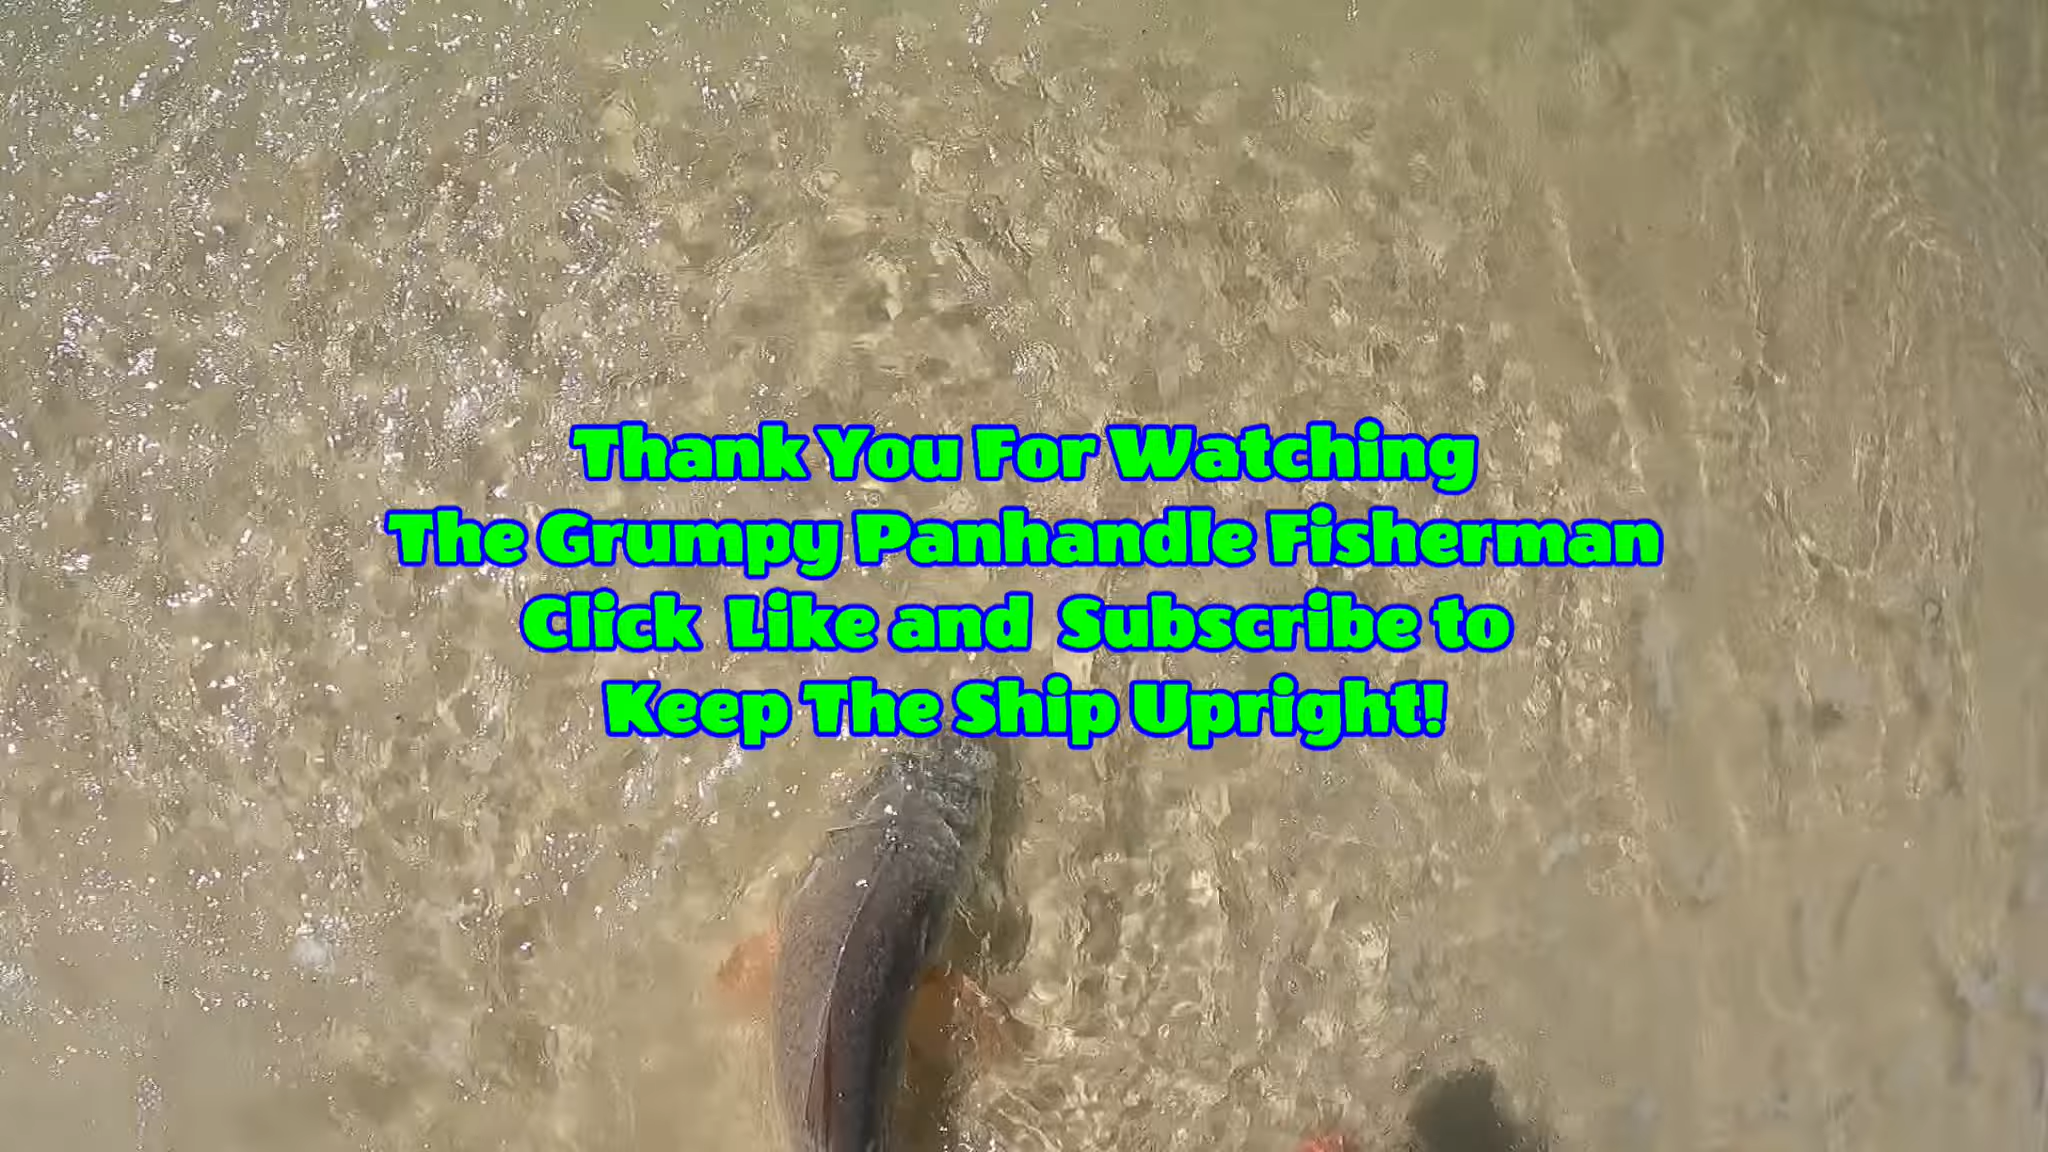 Thank You For Watching
The Grumpy Panhandle Fisherman
Click Like and Subscribe to
Keep The Ship Upright!